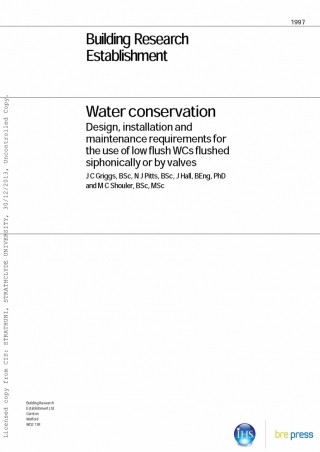 1997
Building Research
Establishment
Water conservation
Design, installation and
maintenance requirements for
the use of low flush WCs flushed
siphonically or by valves
J C Griggs, BSc, N J Pitts, BSc, J Hall, BEng, PhD
and M C Shouler, BSc, MSc
Licensed copy from CIS: STRATHUNI, STRATHCLYDE UNIVERSITY, 30/12/2013, Uncontrolled Copy.
Building Research
Establishment Ltd
Garston
Watford
WD2 7JR
IHS
bre press